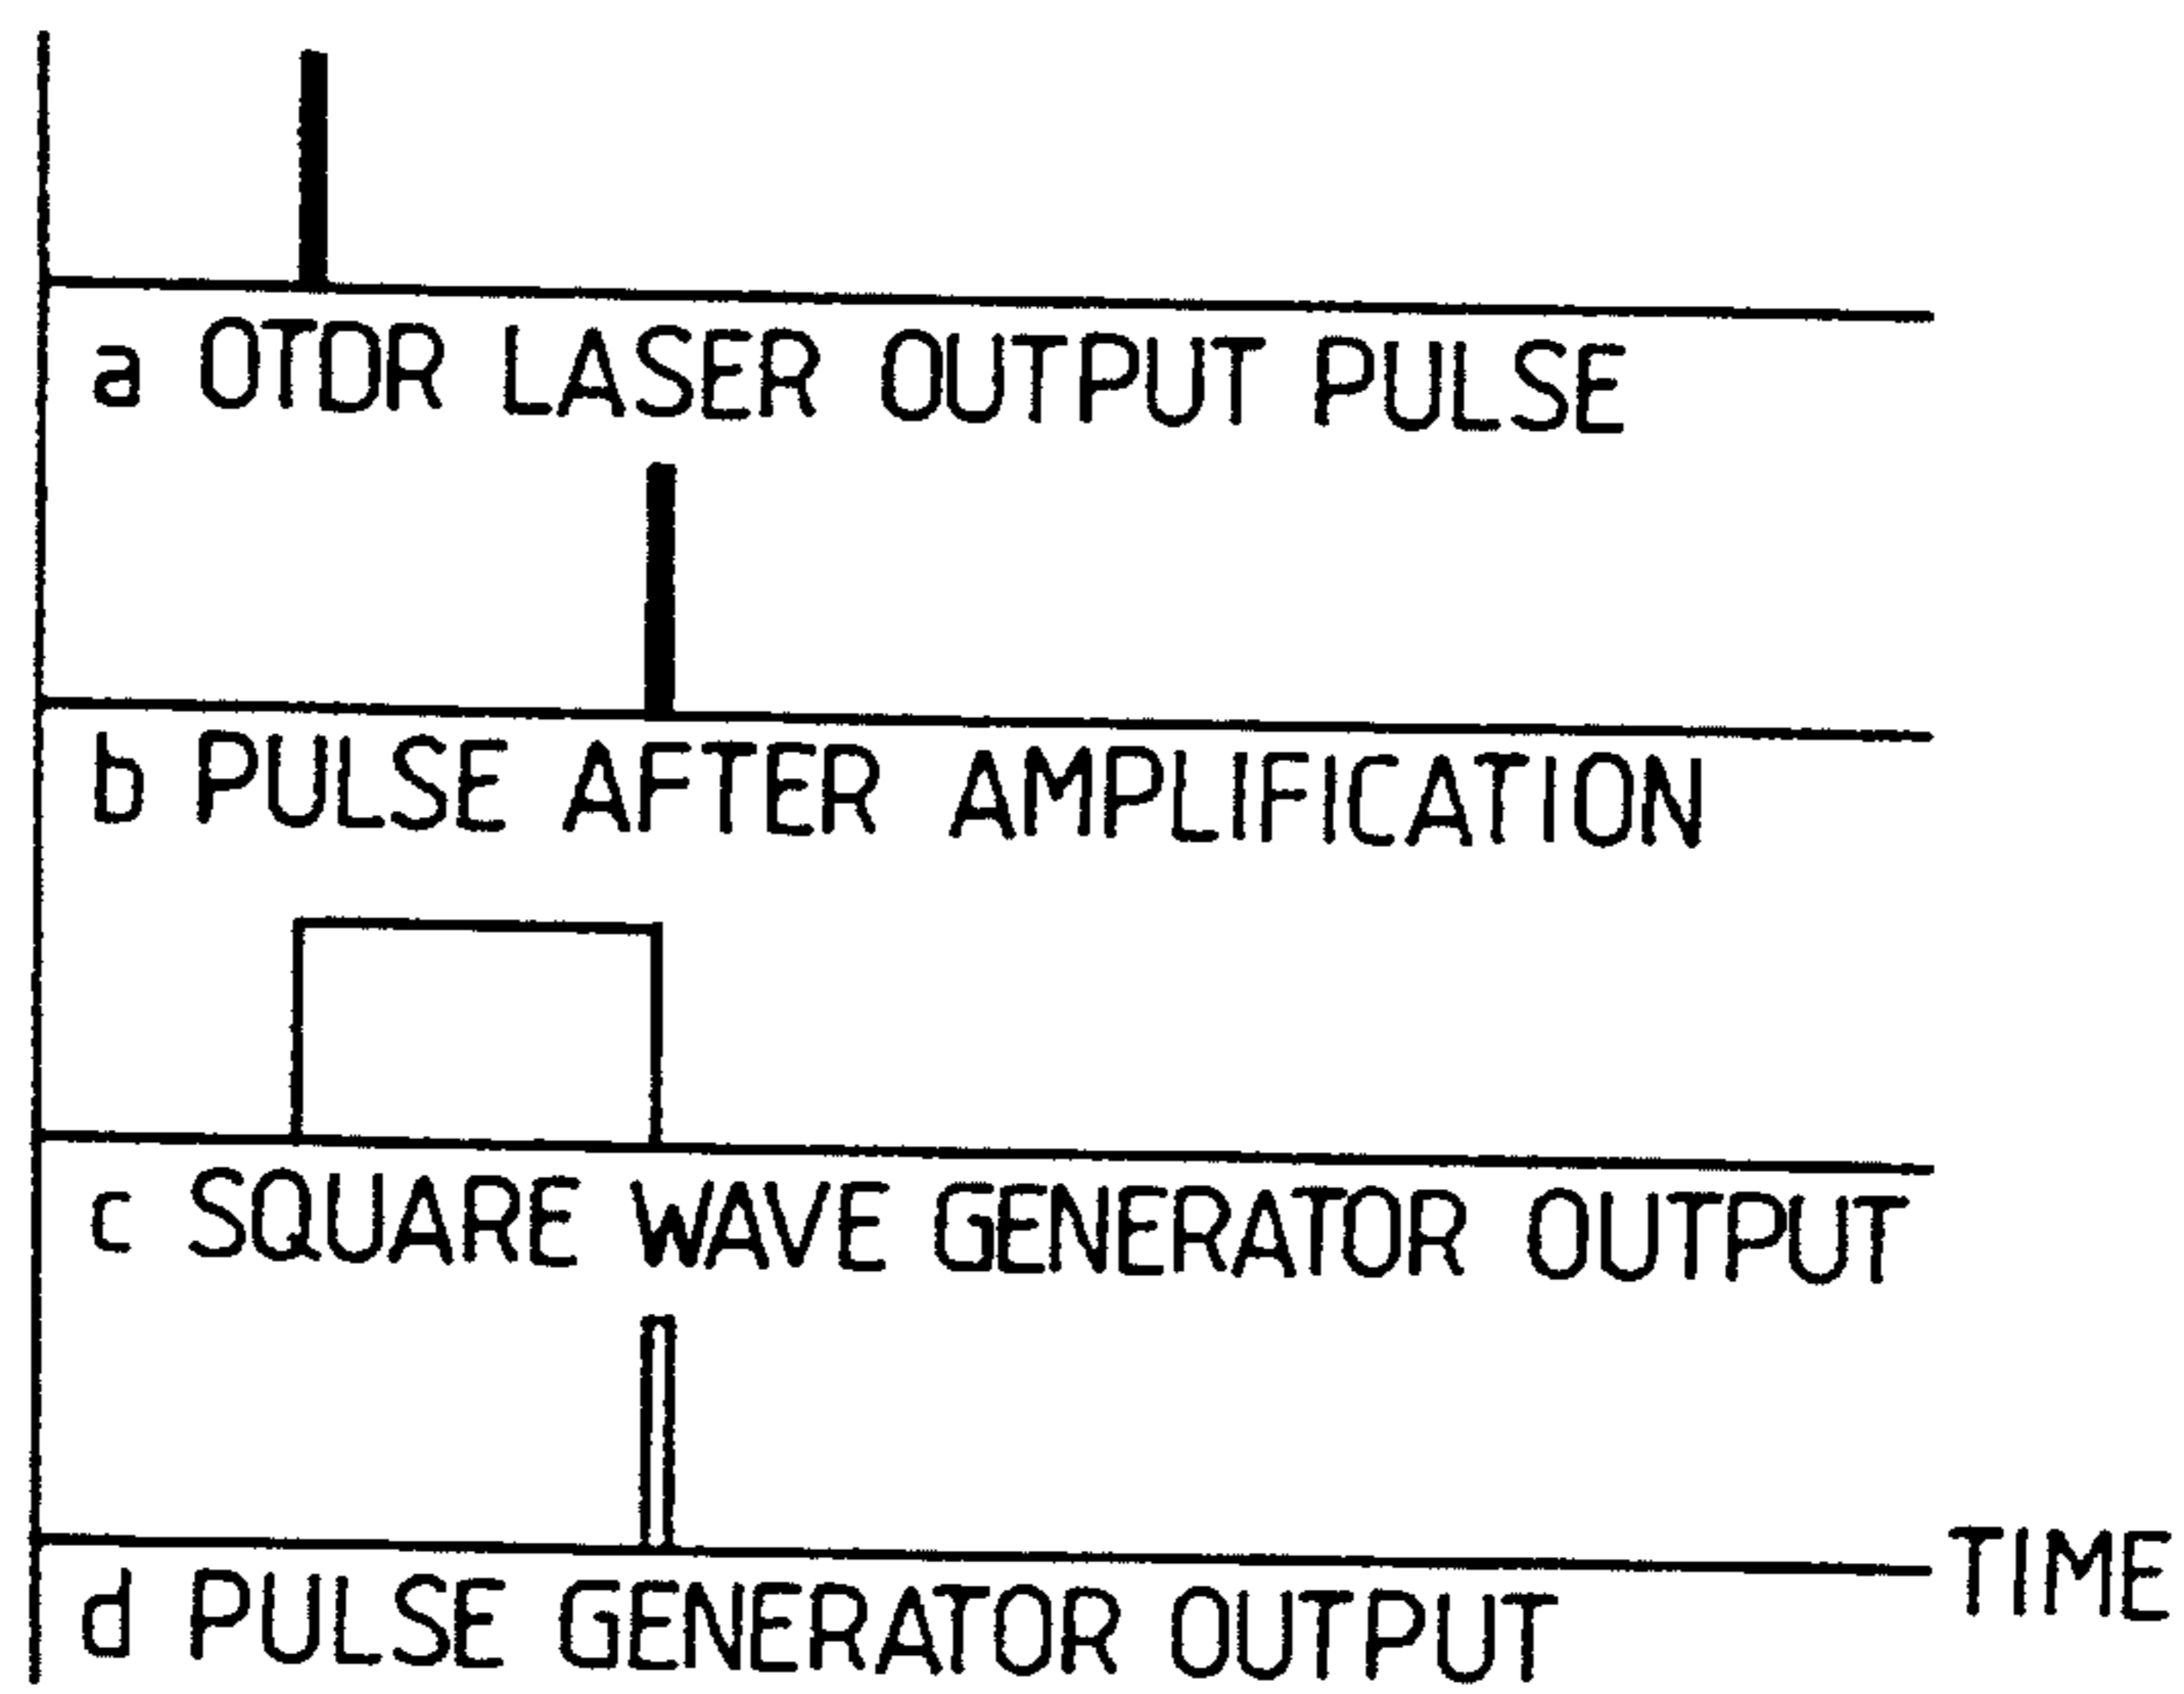 a OTDR LASER OUTPUT PULSE
b PULSE AFTER AMPLIFICATION
c SQUARE WAVE GENERATOR OUTPUT
TIME
d PULSE GENERATOR OUTPUT